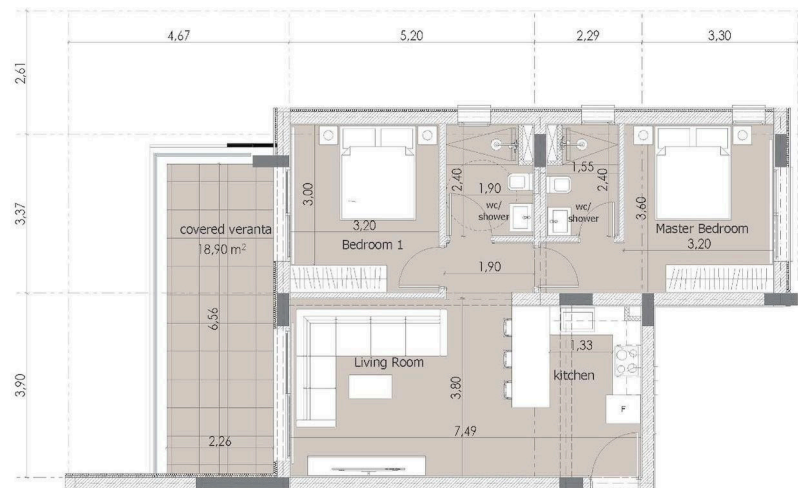 4,67
5,20
2,29
3,30
2,61
3,37
3,90
covered veranta
18,90 m²
6,56
2,26
3,00
3,20
Bedroom 1
2,40
1,90
wc/
shower
1,90
1,55
2,40
wc/
shower
3,60
Master Bedroom
3,20
Living Room
3,80
7,49
1,33
kitchen
F